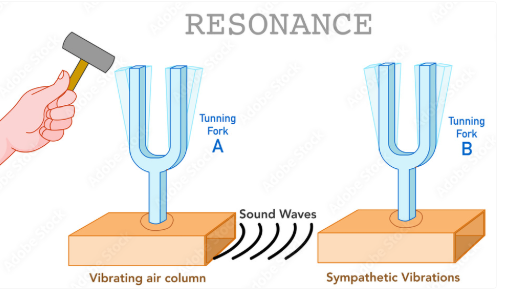 RESONANCE
Tunning
Fork
A
Tunning
Fork
B
Sound Waves
Vibrating air column
Sympathetic Vibrations